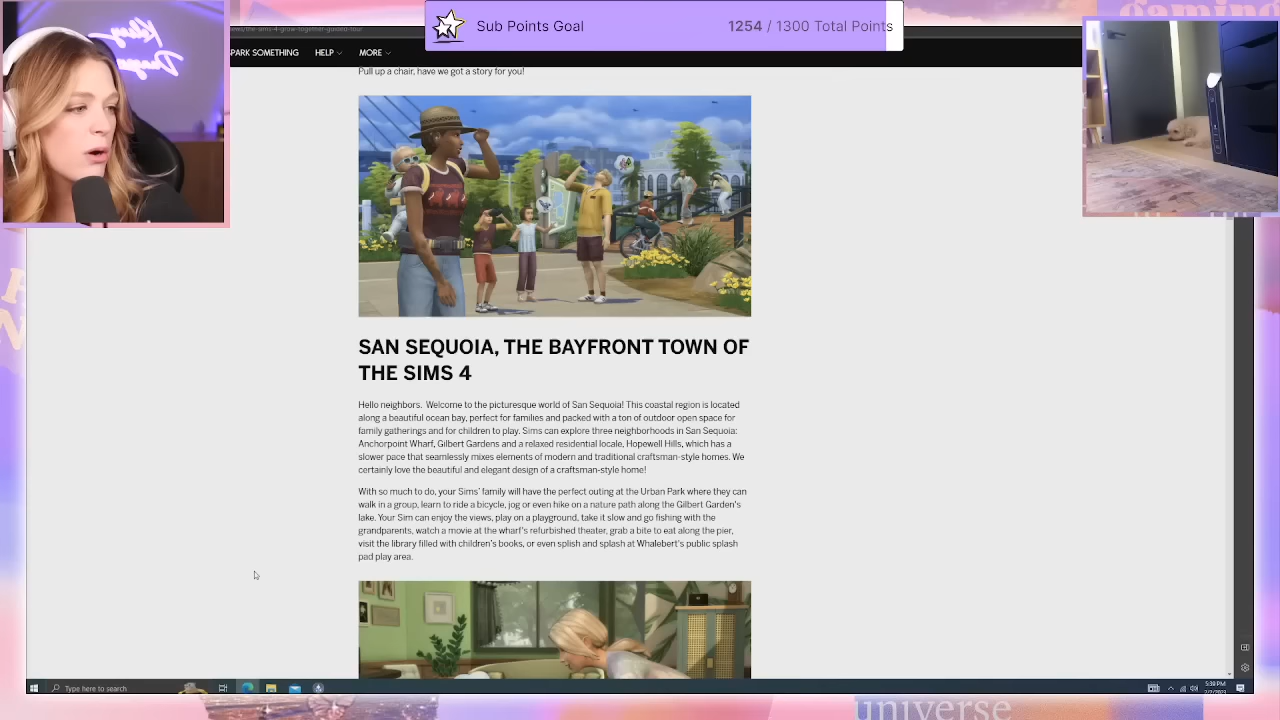 Sub Points Goal
1254 / 1300 Total Points
SPARK SOMETHING
HELP
MORE
Pull up a chair, have we got a story for you!
SAN SEQUOIA, THE BAYFRONT TOWN OF
THE SIMS 4
Hello neighbors.  Welcome to the picturesque world of San Sequoia! This coastal region is located
along a beautiful ocean bay, perfect for families and packed with a ton of outdoor open space for
family gatherings and for children to play. Sims can explore three neighborhoods in San Sequoia:
Anchorpoint Wharf, Gilbert Gardens and a relaxed residential locale, Hopewell Hills, which has a
slower pace that seamlessly mixes elements of modern and traditional craftsman-style homes. We
certainly love the beautiful and elegant design of a craftsman-style home!
With so much to do, your Sims' family will have the perfect outing at the Urban Park where they can
walk in a group, learn to ride a bicycle, jog or even hike on a nature path along the Gilbert Garden's
lake. Your Sim can enjoy the views, play on a playground, take it slow and go fishing with the
grandparents, watch a movie at the wharf's refurbished theater, grab a bite to eat along the pier,
visit the library filled with children's books, or even splish and splash at Whalebert's public splash
pad play area.
Type here to search
5:39 PM
2/2/2023
universe